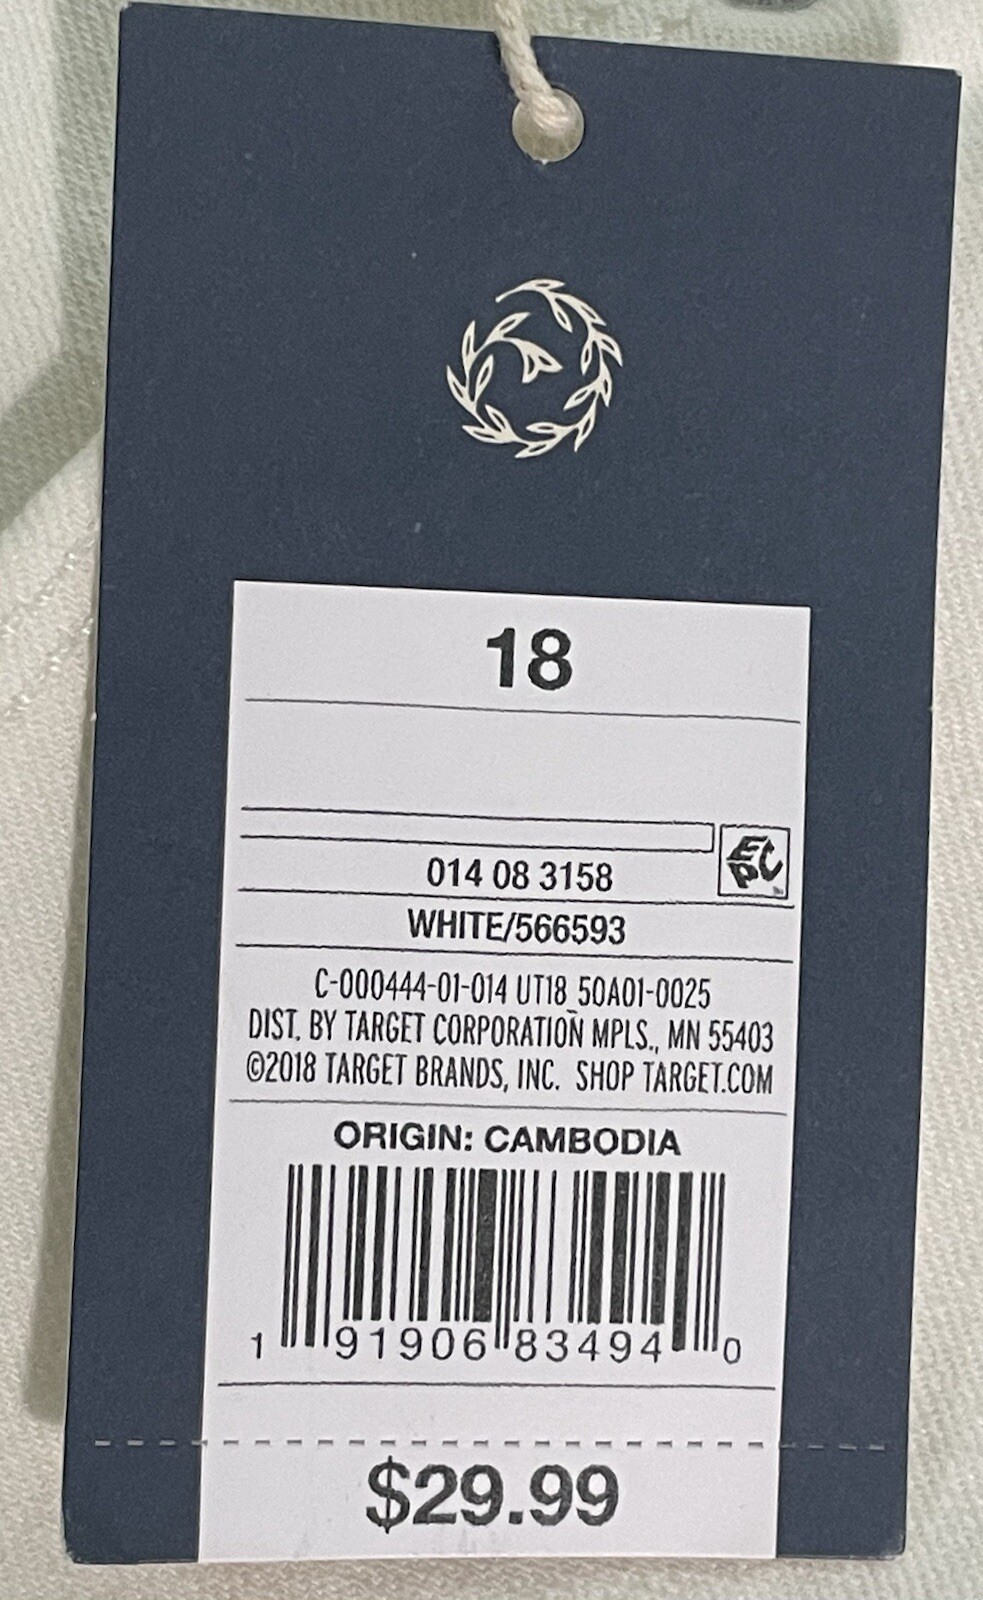 18
EPC
014 08 3158
WHITE/566593
C-000444-01-014 UT18 50A01-0025
DIST. BY TARGET CORPORATION MPLS., MN 55403
©2018 TARGET BRANDS, INC. SHOP TARGET.COM
ORIGIN: CAMBODIA
1 91906 83494 0
$29.99